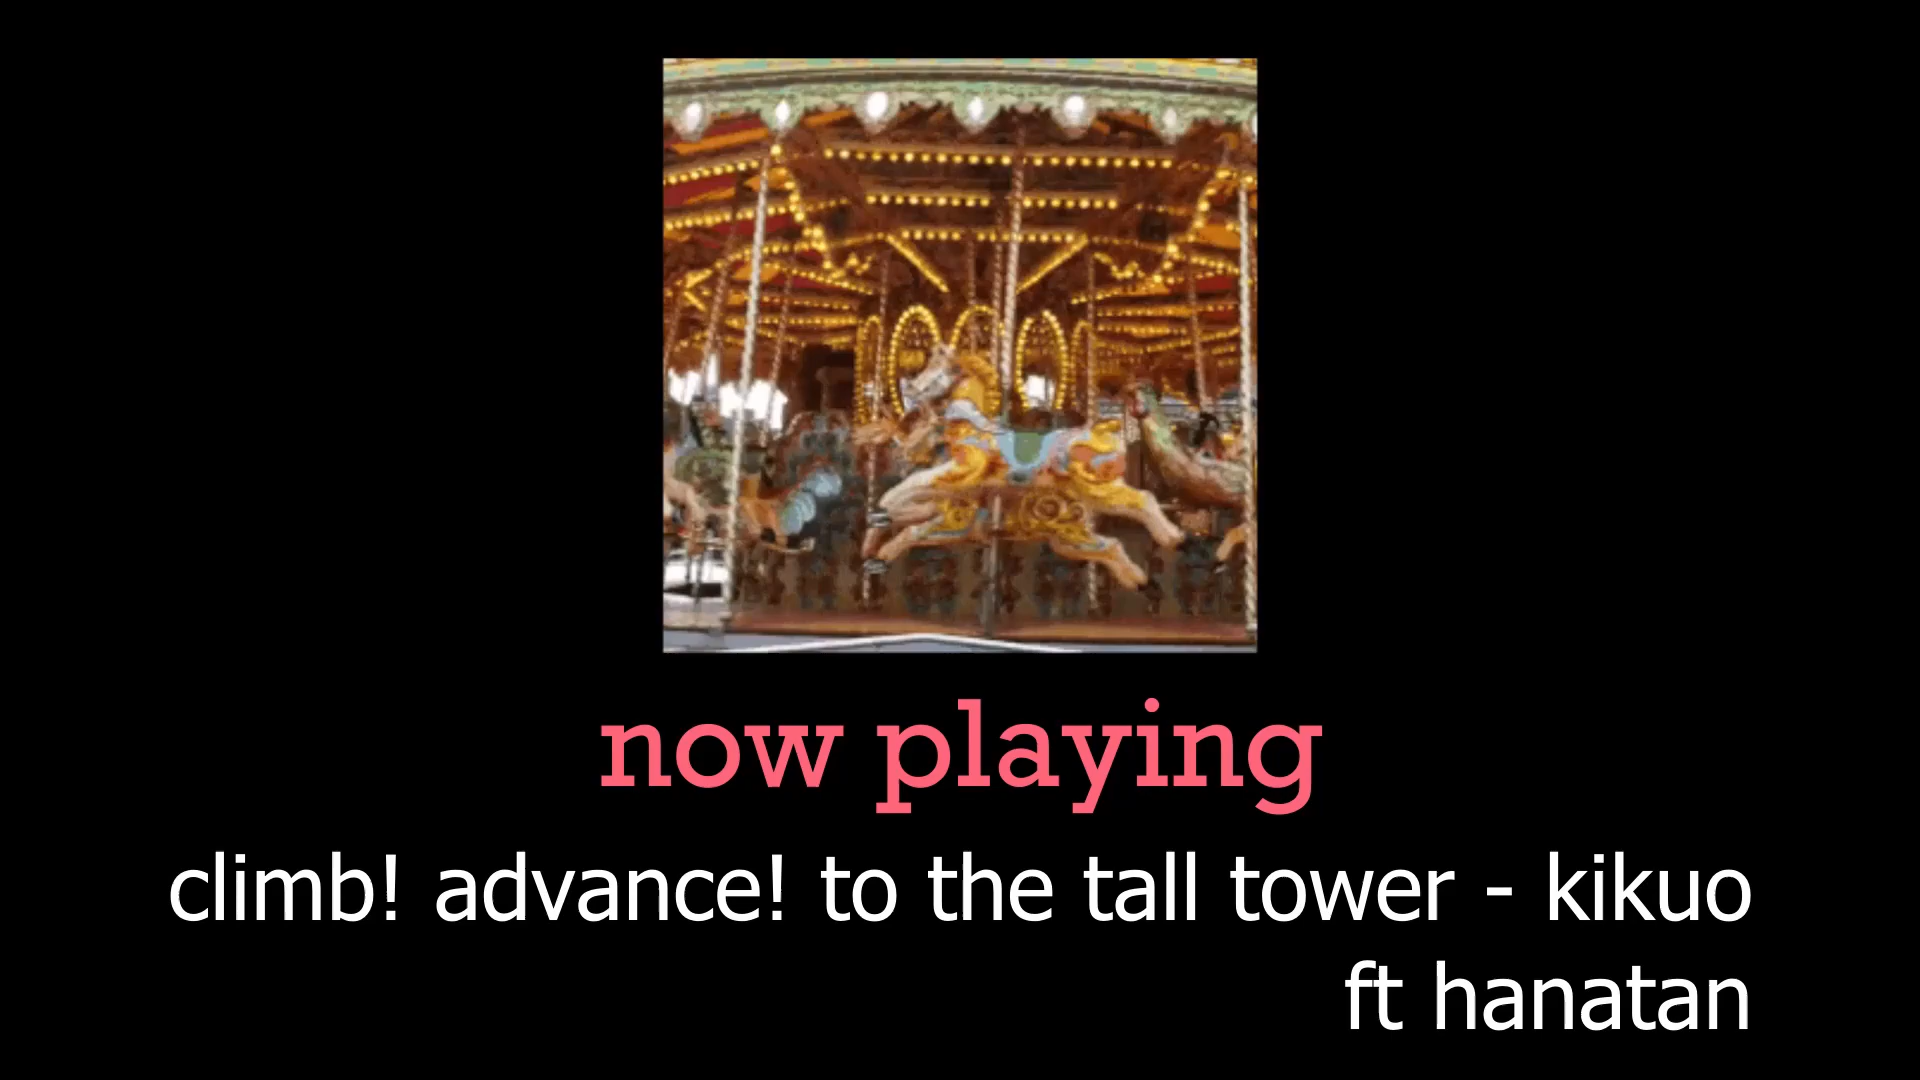 now playing
climb! advance! to the tall tower - kikuo
ft hanatan